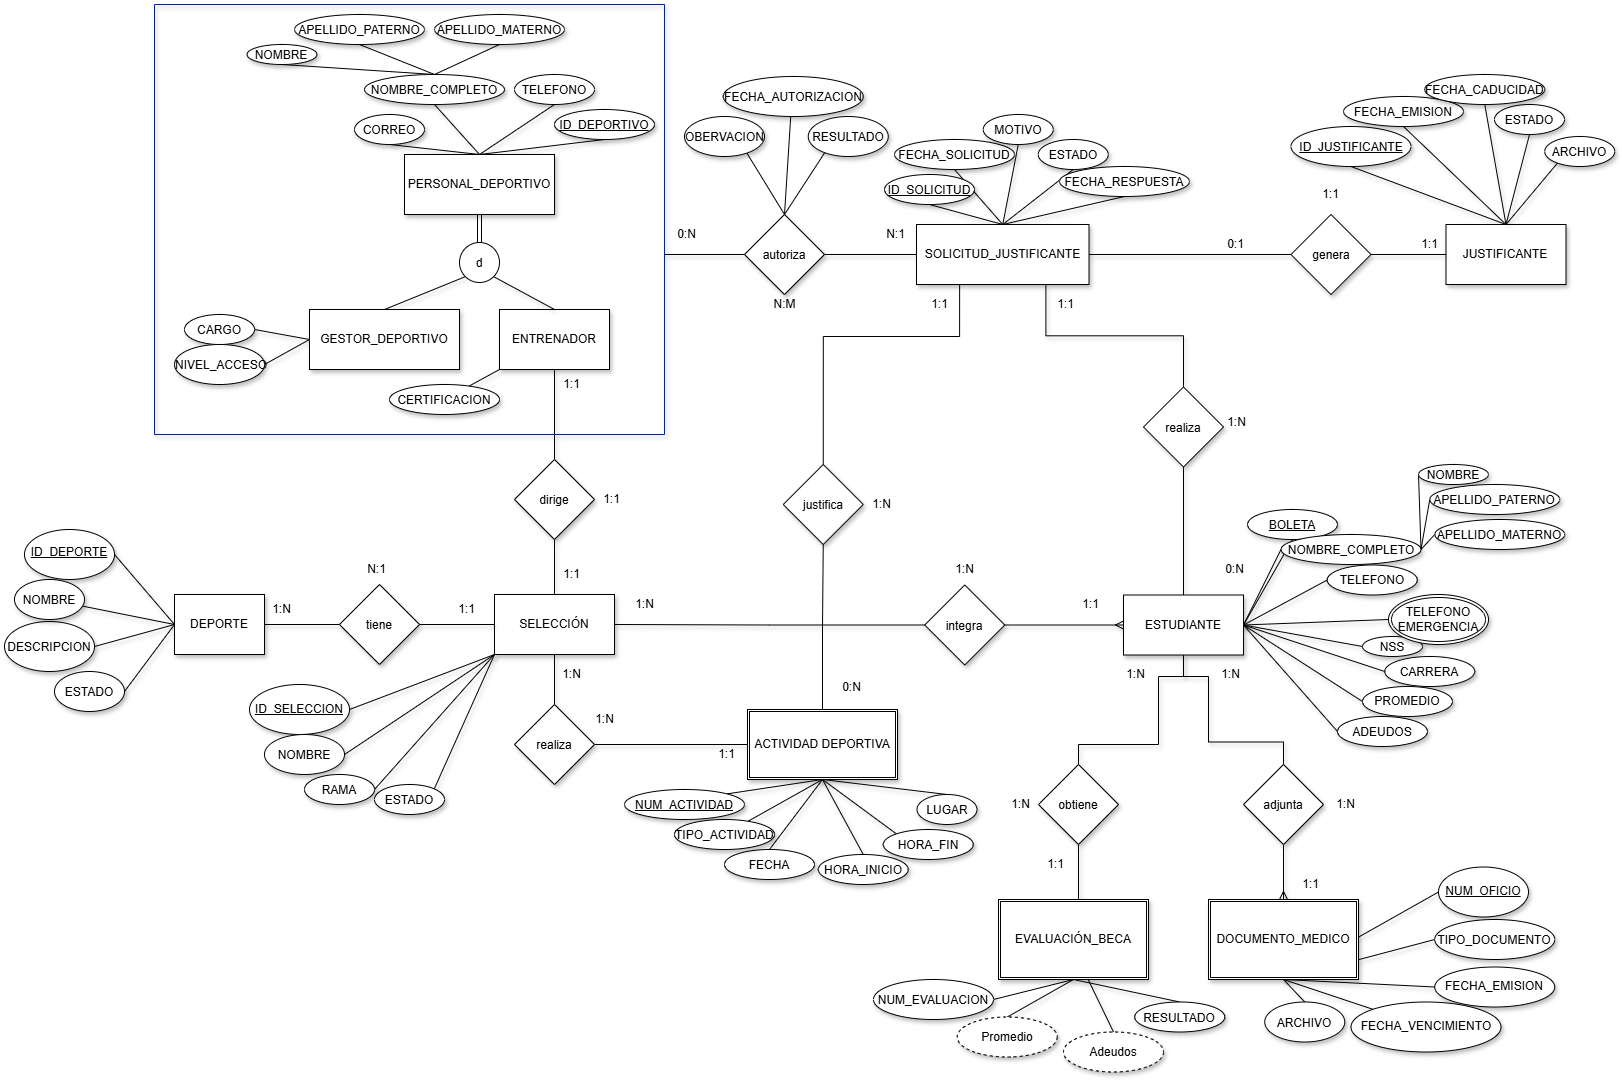 APELLIDO_PATERNO
APELLIDO_MATERNO
NOMBRE
NOMBRE_COMPLETO
TELEFONO
CORREO
ID_DEPORTIVO
PERSONAL_DEPORTIVO
d
CARGO
NIVEL_ACCESO
GESTOR_DEPORTIVO
ENTRENADOR
CERTIFICACION
1:1
FECHA_AUTORIZACION
OBERVACION
RESULTADO
0:N
autoriza
N:1
N:M
MOTIVO
FECHA_SOLICITUD
ESTADO
ID_SOLICITUD
FECHA_RESPUESTA
SOLICITUD_JUSTIFICANTE
1:1
1:1
0:1
1:1
genera
1:1
FECHA_CADUCIDAD
FECHA_EMISION
ESTADO
ID_JUSTIFICANTE
ARCHIVO
JUSTIFICANTE
realiza
1:N
justifica
1:N
dirige
1:1
1:1
ID_DEPORTE
NOMBRE
DESCRIPCION
ESTADO
DEPORTE
1:N
N:1
tiene
1:1
SELECCIÓN
1:N
1:N
integra
1:1
ESTUDIANTE
0:N
NOMBRE
APELLIDO_PATERNO
APELLIDO_MATERNO
BOLETA
NOMBRE_COMPLETO
TELEFONO
TELEFONO
EMERGENCIA
NSS
CARRERA
PROMEDIO
ADEUDOS
ID_SELECCION
NOMBRE
RAMA
ESTADO
1:N
realiza
1:N
1:1
0:N
ACTIVIDAD DEPORTIVA
NUM_ACTIVIDAD
TIPO_ACTIVIDAD
FECHA
HORA_INICIO
HORA_FIN
LUGAR
1:N
1:N
1:N
obtiene
1:1
adjunta
1:N
1:1
EVALUACIÓN_BECA
NUM_EVALUACION
Promedio
Adeudos
RESULTADO
DOCUMENTO_MEDICO
NUM_OFICIO
TIPO_DOCUMENTO
FECHA_EMISION
FECHA_VENCIMIENTO
ARCHIVO